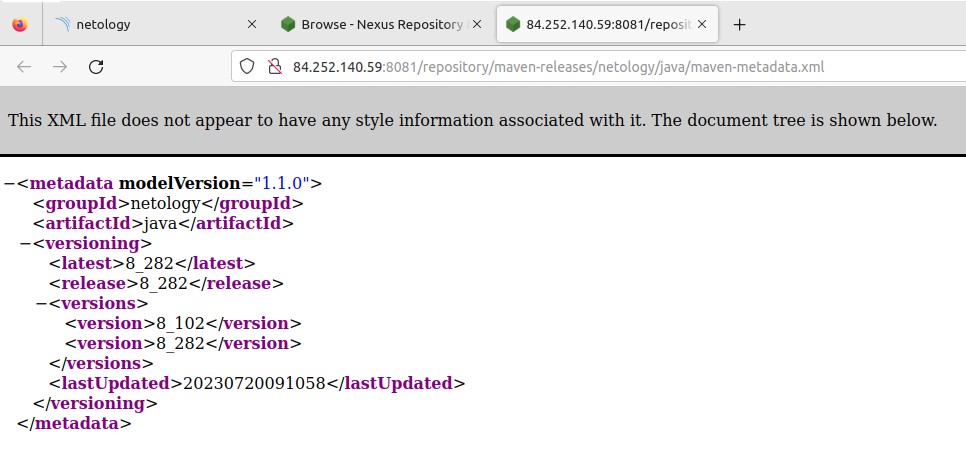 netology
Browse - Nexus Repository
84.252.140.59:8081/reposit
84.252.140.59:8081/repository/maven-releases/netology/java/maven-metadata.xml
This XML file does not appear to have any style information associated with it. The document tree is shown below.
−<metadata modelVersion="1.1.0">
<groupId>netology</groupId>
<artifactId>java</artifactId>
−<versioning>
<latest>8_282</latest>
<release>8_282</release>
−<versions>
<version>8_102</version>
<version>8_282</version>
</versions>
<lastUpdated>20230720091058</lastUpdated>
</versioning>
</metadata>